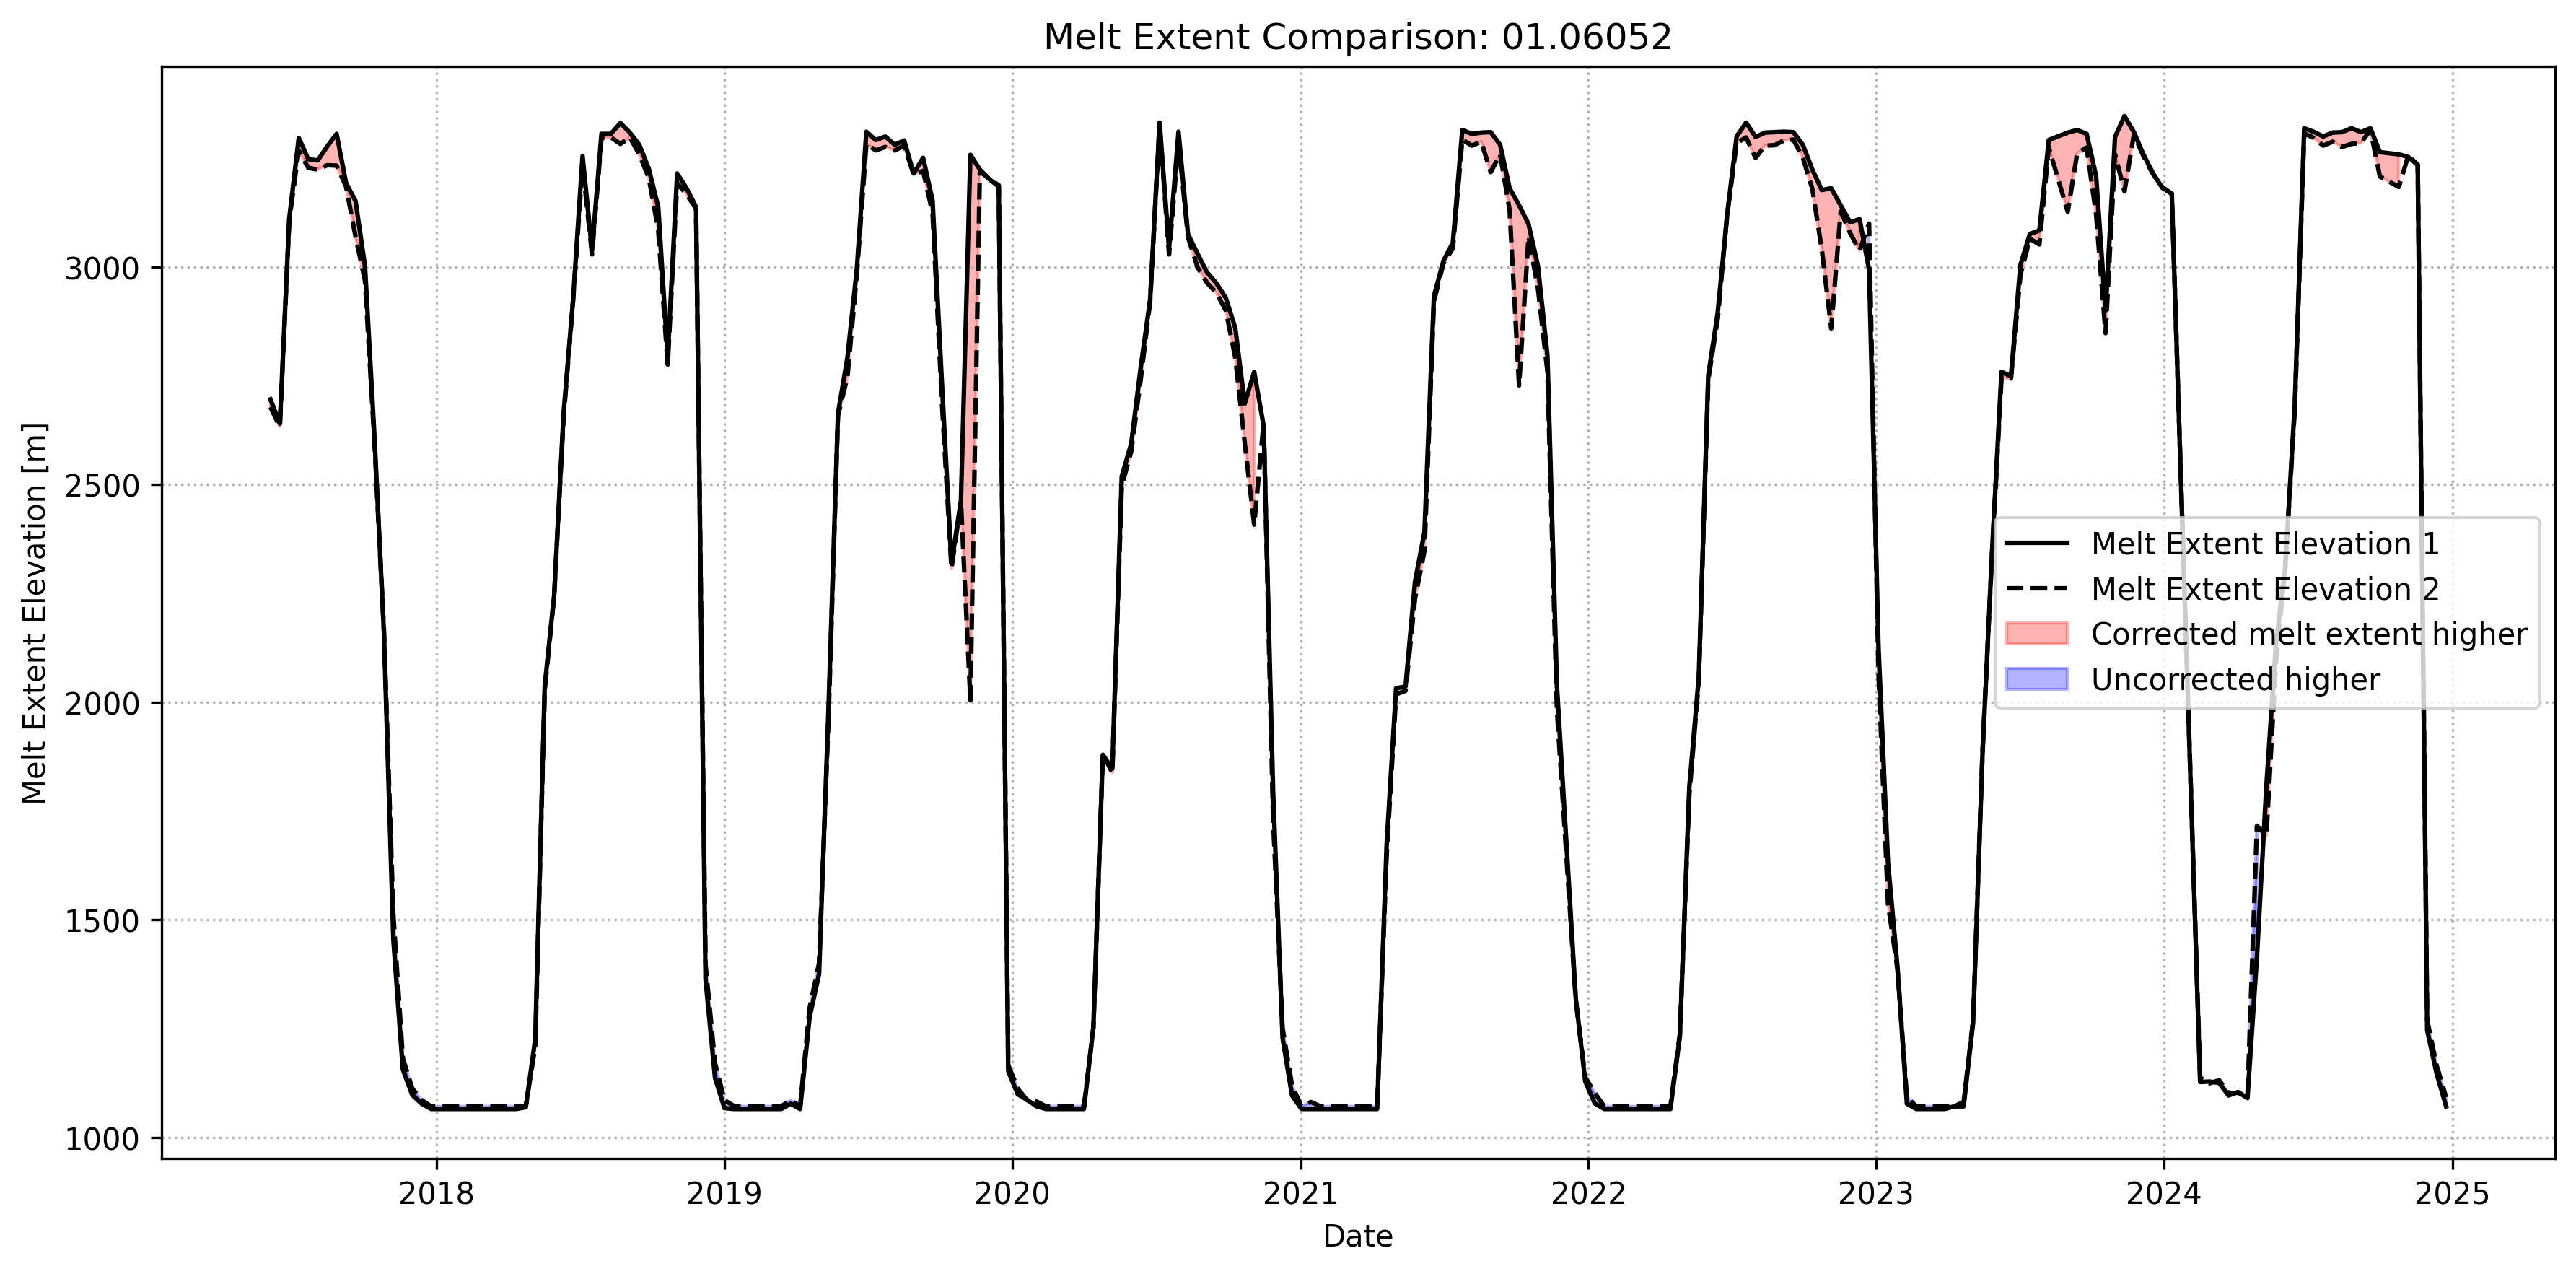 Melt Extent Comparison: 01.06052
Melt Extent Elevation [m]
3000
2500
2000
1500
1000
Melt Extent Elevation 1
Melt Extent Elevation 2
Corrected melt extent higher
Uncorrected higher
2018 2019 2020 2021 2022 2023 2024 2025
Date